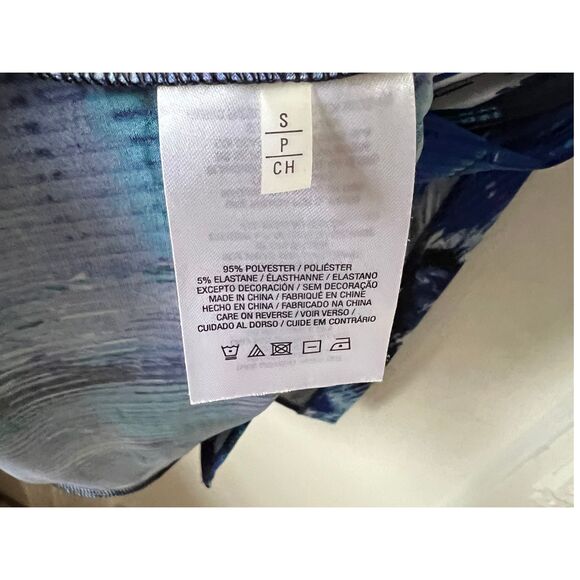 S
P
CH
95% POLYESTER / POLIÉSTER
5% ELASTANE / ÉLASTHANNE / ELASTANO
EXCEPTO DECORACIÓN / SEM DECORAÇÃO
MADE IN CHINA / FABRIQUÉ EN CHINE
HECHO EN CHINA / FABRICADO NA CHINA
CARE ON REVERSE / VOIR VERSO /
CUIDADO AL DORSO / CUIDE EM CONTRÁRIO